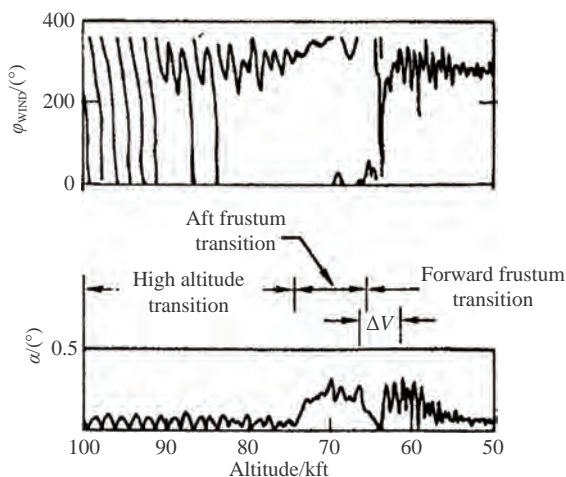 400
200
0
φWIND/(°)
Aft frustum
transition
High altitude
transition
Forward frustum
transition
ΔV
0.5
α/(°)
100
90
80
70
60
50
Altitude/kft